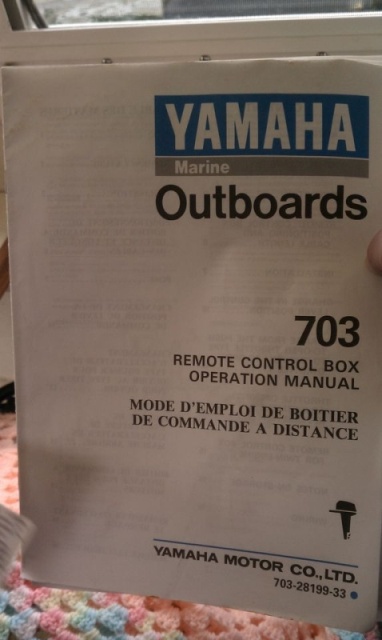 YAMAHA
Marine
Outboards
703
REMOTE CONTROL BOX
OPERATION MANUAL
MODE D'EMPLOI DE BOITIER
DE COMMANDE A DISTANCE
YAMAHA MOTOR CO.,LTD.
703-28199-33